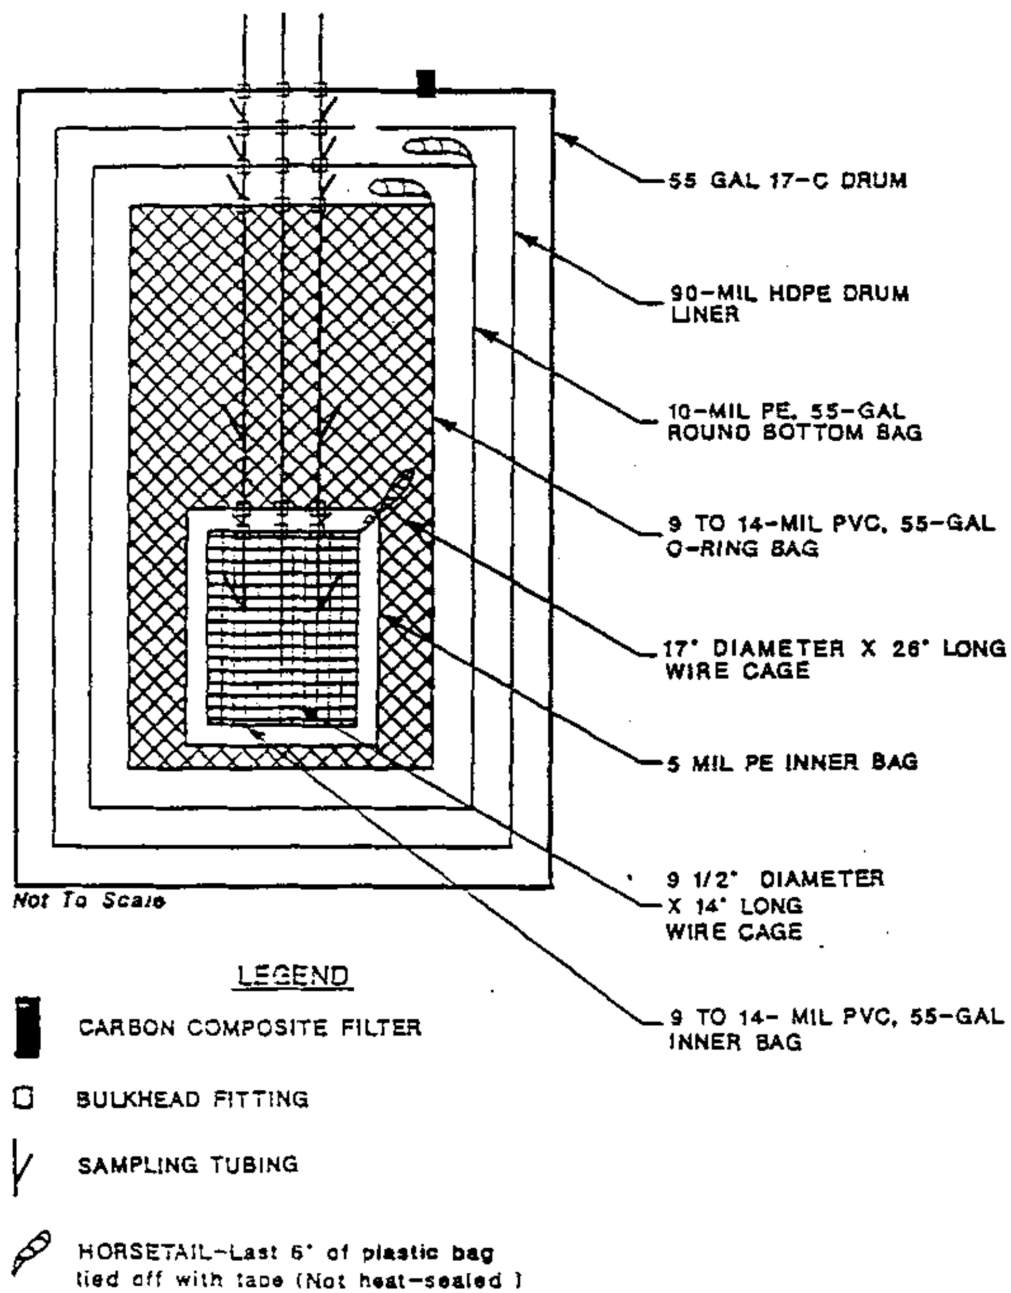 55 GAL 17-C DRUM
90-MIL HDPE DRUM
LINER
10-MIL PE, 55-GAL
ROUND BOTTOM BAG
9 TO 14-MIL PVC, 55-GAL
O-RING BAG
17" DIAMETER X 26" LONG
WIRE CAGE
5 MIL PE INNER BAG
9 1/2" DIAMETER
X 14" LONG
WIRE CAGE
9 TO 14- MIL PVC, 55-GAL
INNER BAG
Not To Scale
LEGEND
CARBON COMPOSITE FILTER
BULKHEAD FITTING
SAMPLING TUBING
HORSETAIL-Last 6" of plastic bag
tied off with tape (Not heat-sealed )